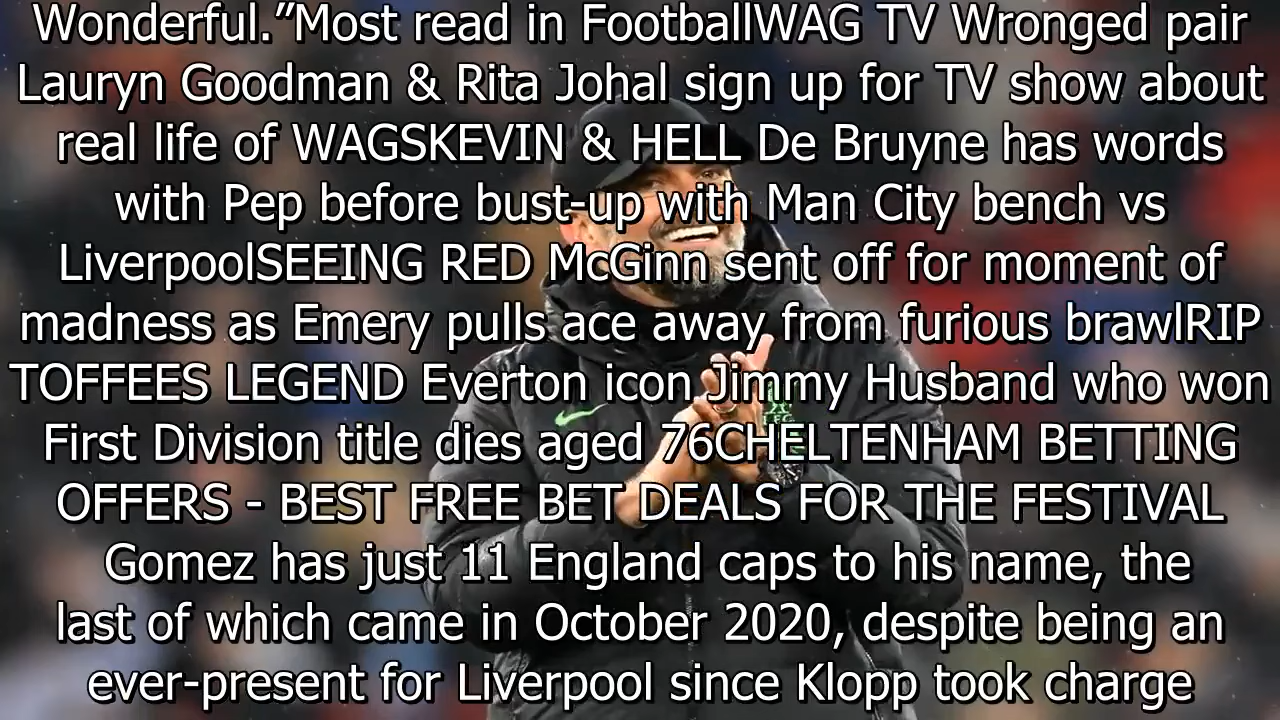 Wonderful.”Most read in FootballWAG TV Wronged pair
Lauryn Goodman & Rita Johal sign up for TV show about
real life of WAGSKEVIN & HELL De Bruyne has words
with Pep before bust-up with Man City bench vs
LiverpoolSEEING RED McGinn sent off for moment of
madness as Emery pulls ace away from furious brawlRIP
TOFFEES LEGEND Everton icon Jimmy Husband who won
First Division title dies aged 76CHELTENHAM BETTING
OFFERS - BEST FREE BET DEALS FOR THE FESTIVAL
Gomez has just 11 England caps to his name, the
last of which came in October 2020, despite being an
ever-present for Liverpool since Klopp took charge